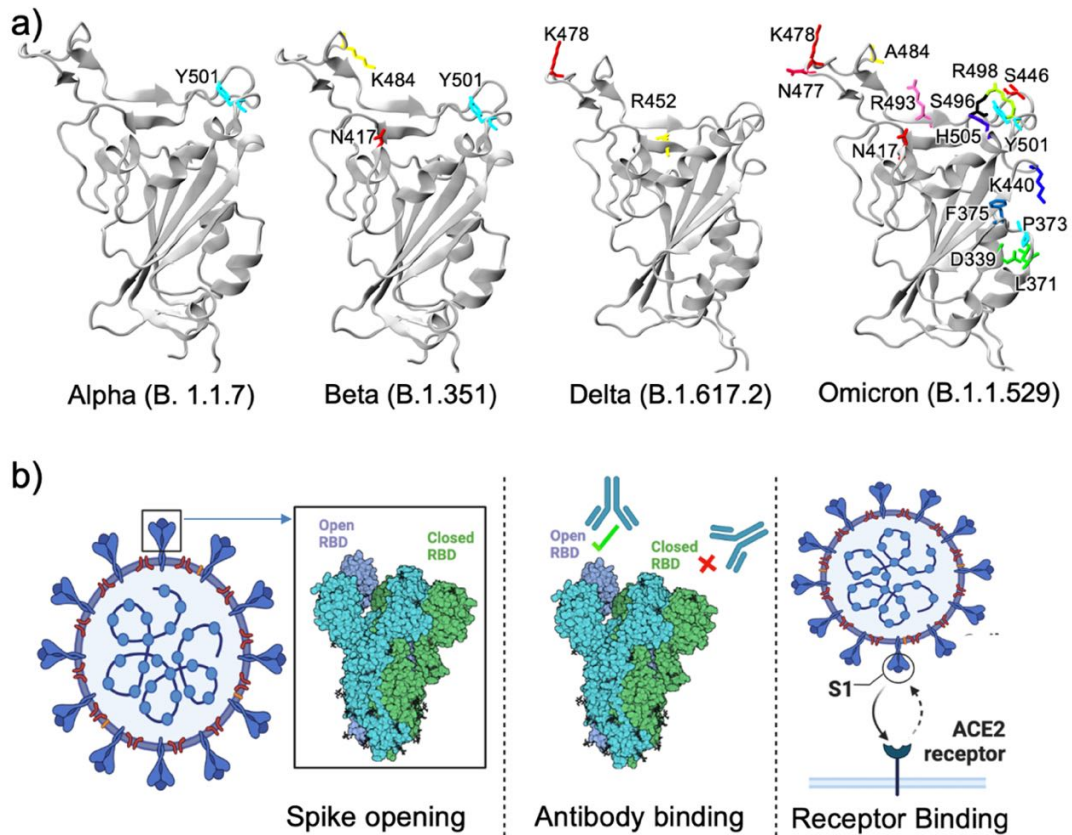 a)
Y501
Alpha (B. 1.1.7)
K484
Y501
N417
Beta (B.1.351)
K478
R452
Delta (B.1.617.2)
K478
A484
N477
R493
S496
R498
S446
N417
H505
Y501
K440
F375
P373
D339
L371
Omicron (B.1.1.529)
b)
Open
RBD
Closed
RBD
Spike opening
Open
RBD
Closed
RBD
Antibody binding
S1
ACE2
receptor
Receptor Binding